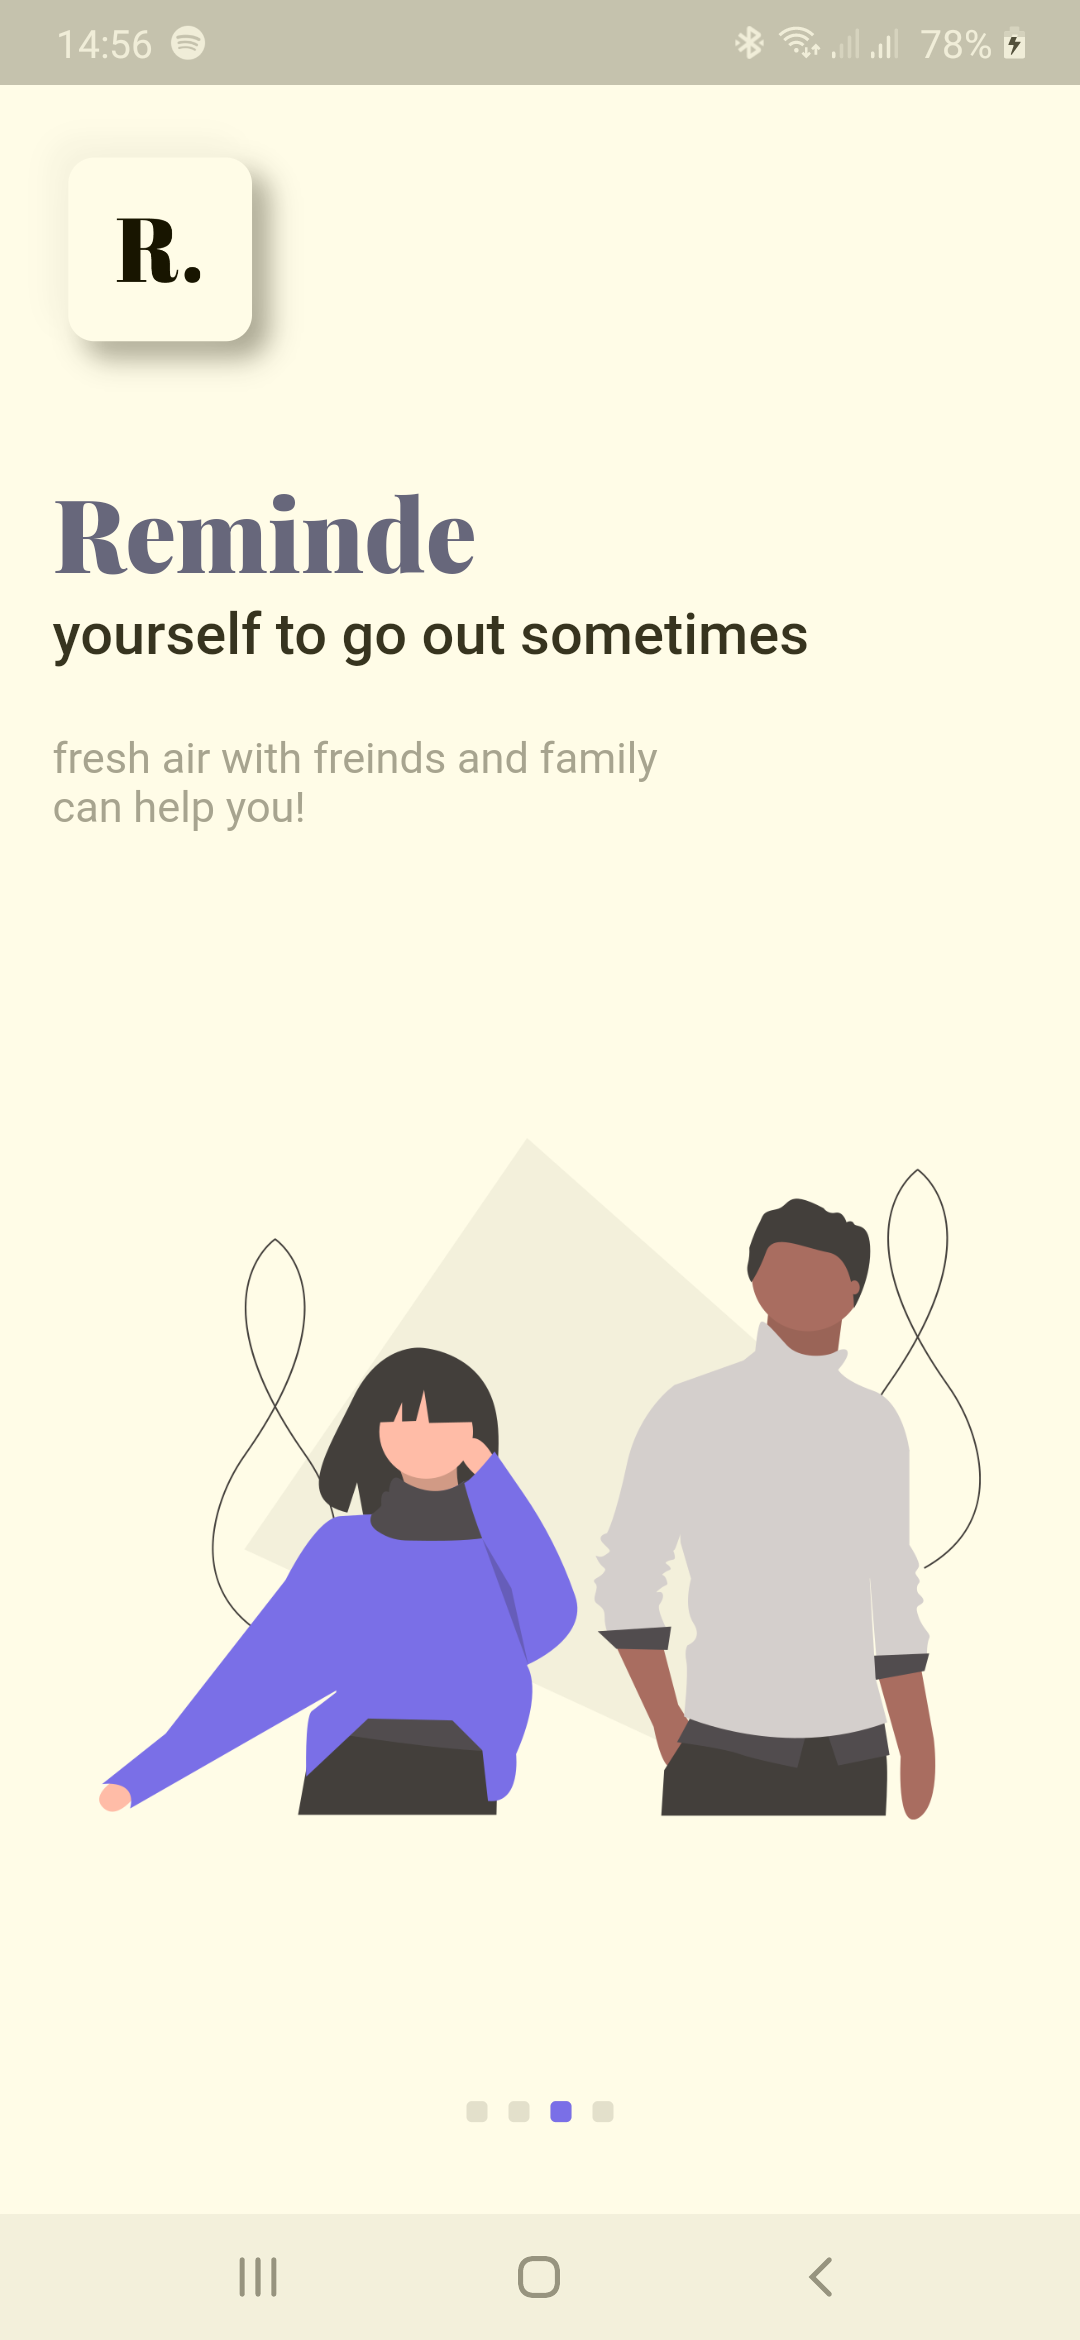 14:56
78%
R.
Reminde
yourself to go out sometimes
fresh air with freinds and family
can help you!